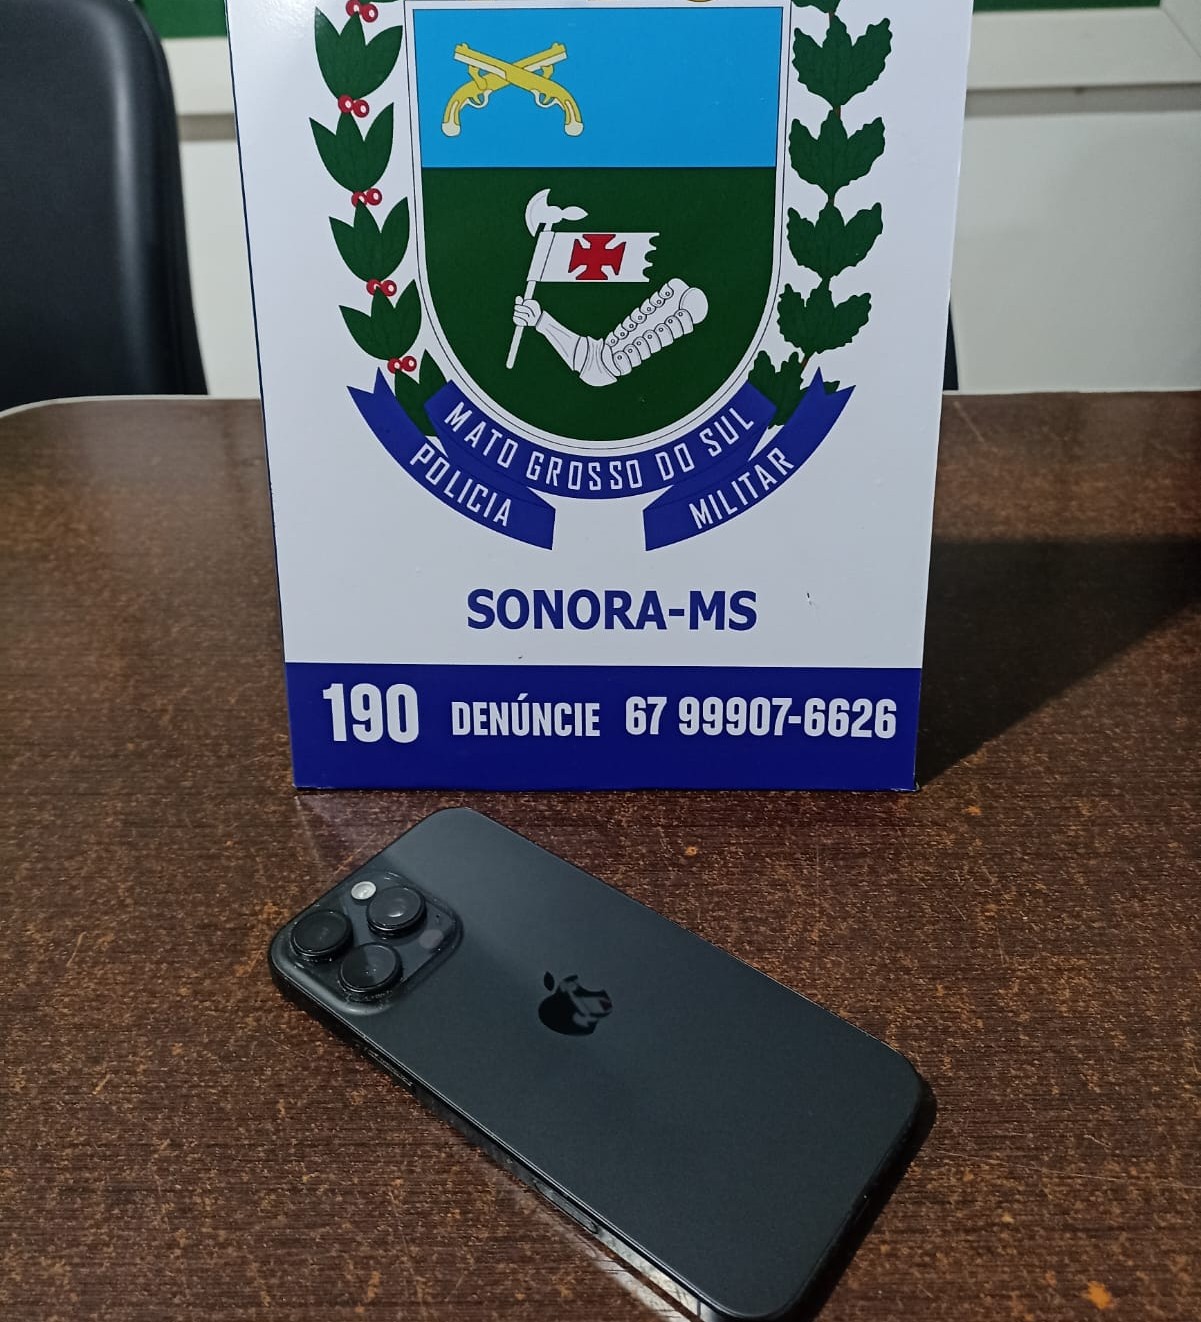 MATO GROSSO DO SUL
POLICIA MILITAR
SONORA-MS
190 DENÚNCIE 67 99907-6626